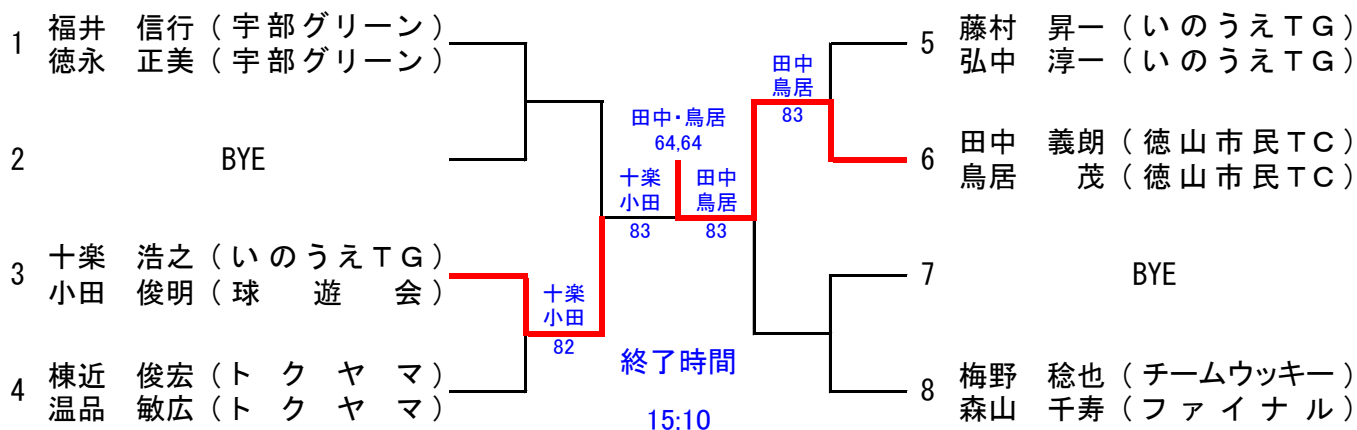 1 福井 信行 (宇部グリーン)
徳永 正美 (宇部グリーン)
2 BYE
3 十楽 浩之 (いのうえTG)
小田 俊明 (球遊会)
4 棟近 俊宏 (トクヤマ)
温品 敏広 (トクヤマ)
十楽
小田
82
十楽
小田
83
田中・鳥居
64,64
田中
鳥居
83
田中
鳥居
83
終了時間
15:10
5 藤村 昇一 (いのうえTG)
弘中 淳一 (いのうえTG)
6 田中 義朗 (徳山市民TC)
鳥居 茂 (徳山市民TC)
7 BYE
8 梅野 稔也 (チームウッキー)
森山 千寿 (ファイナル)